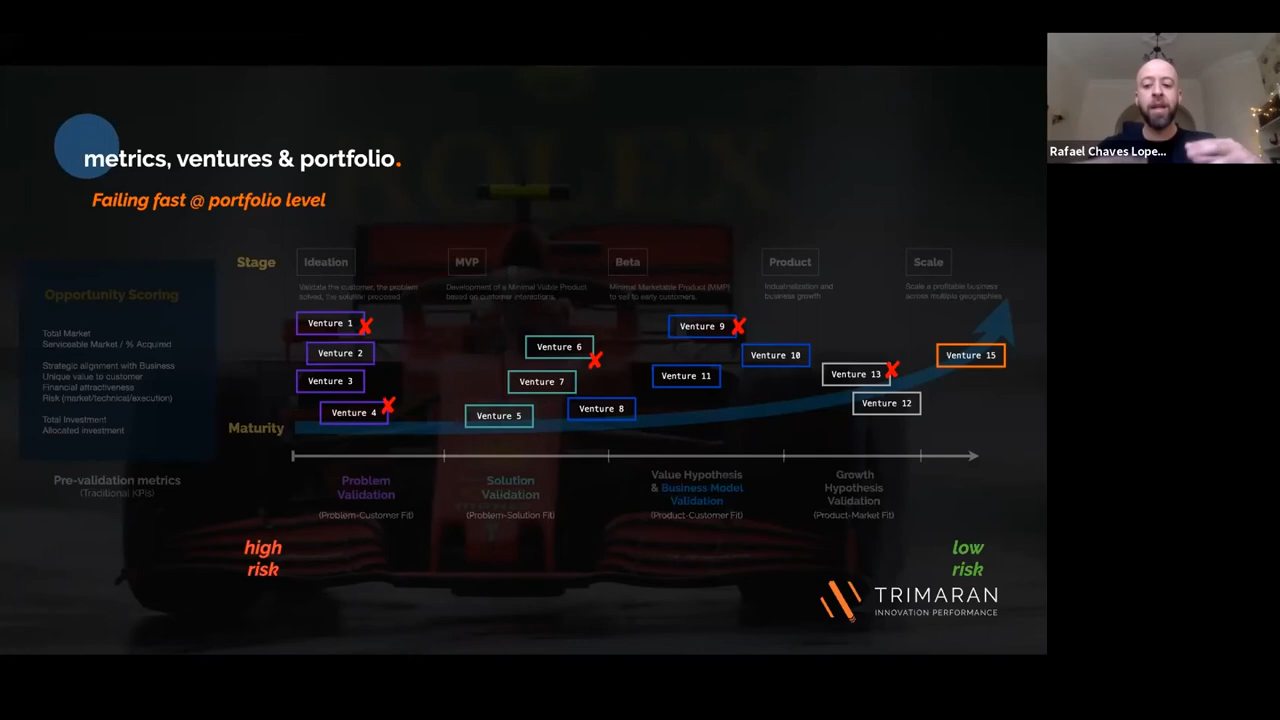 metrics, ventures & portfolio.
Failing fast @ portfolio level
Rafael Chaves Lope...
Stage
Ideation
MVP
Beta
Product
Scale
Validate the customer, the problem
solved, the solution proposed
Development of a Minimal Viable Product
based on customer interactions.
Minimal Marketable Product (MMP)
to sell to early customers.
Industrialization and
business growth
Scale a profitable business
across multiple geographies
Opportunity Scoring
Total Market
Serviceable Market / % Acquired
Strategic alignment with Business
Unique value to customer
Financial attractiveness
Risk (market/technical/execution)
Total Investment
Allocated investment
Pre-validation metrics
(Traditional KPIs)
Venture 1
Venture 2
Venture 3
Venture 4
Venture 6
Venture 7
Venture 5
Venture 8
Venture 9
Venture 10
Venture 11
Venture 13
Venture 12
Venture 15
Maturity
Problem
Validation
(Problem-Customer Fit)
Solution
Validation
(Problem-Solution Fit)
Value Hypothesis
& Business Model
Validation
(Product-Customer Fit)
Growth
Hypothesis
Validation
(Product-Market Fit)
high
risk
low
risk
TRIMARAN
INNOVATION PERFORMANCE
ROLEX